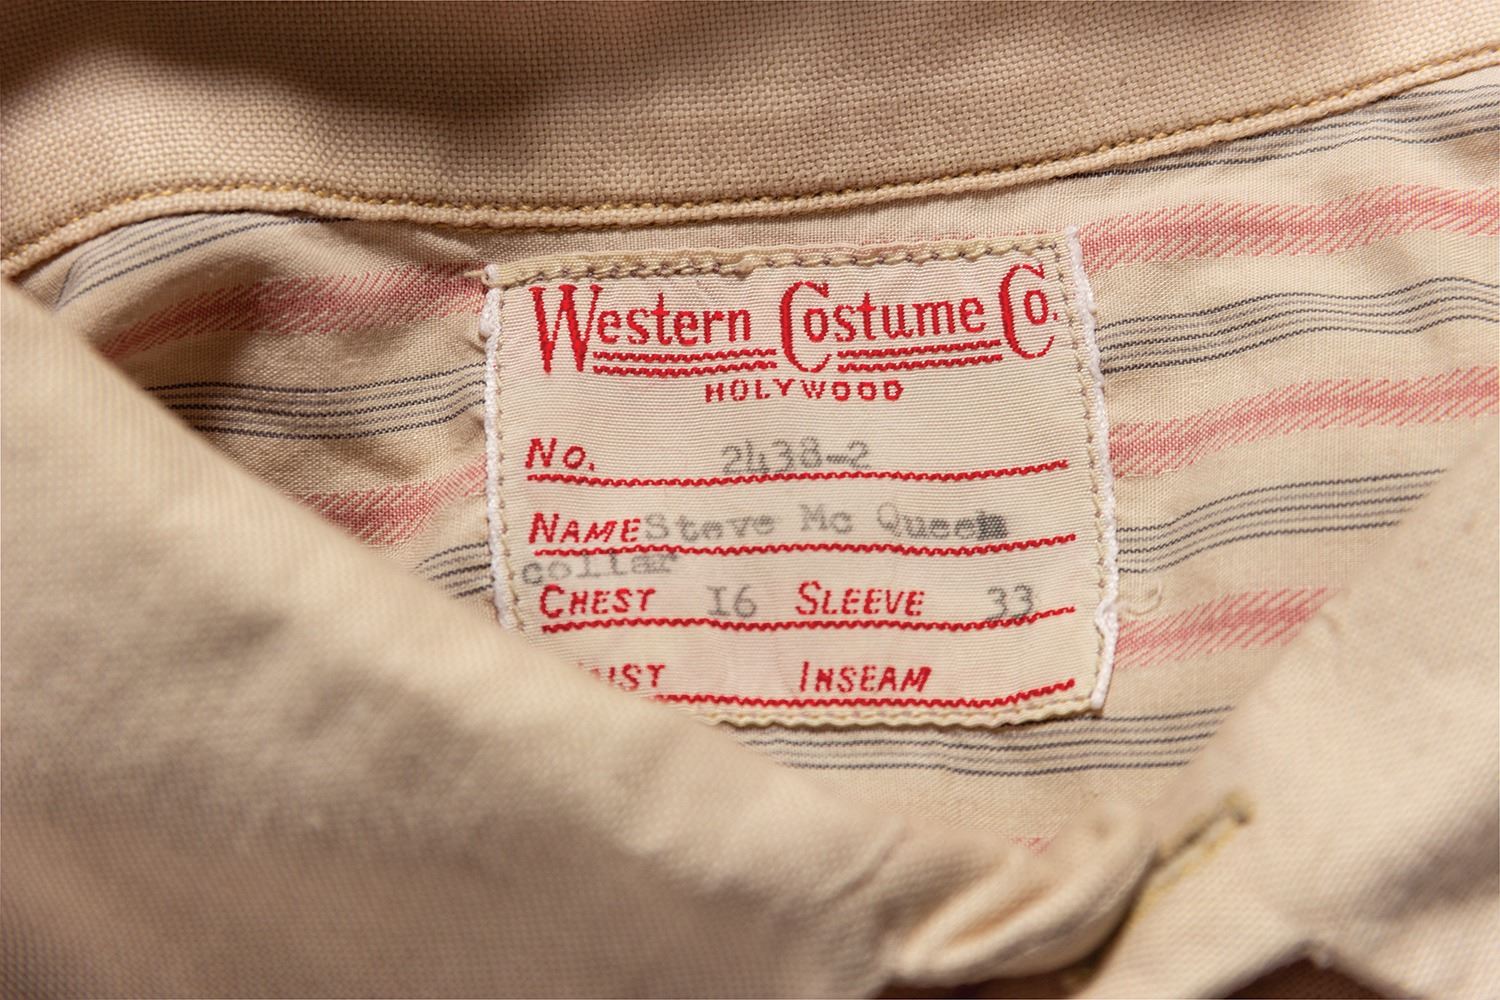 Western Costume Co.
HOLYWOOD
No. 2438-2
NAME Steve Mc Queen
collar
CHEST 16 SLEEVE 33
INSEAM